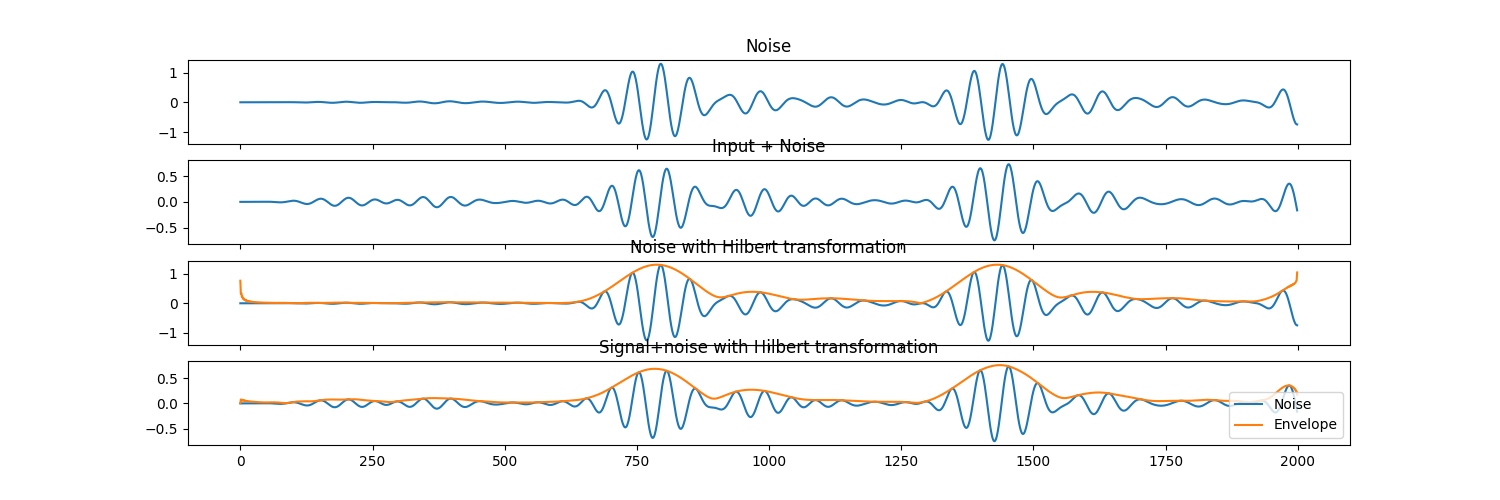 Noise
1
0
−1
Input + Noise
0.5
0.0
−0.5
Noise with Hilbert transformation
1
0
−1
Signal+noise with Hilbert transformation
0.5
0.0
−0.5
Noise
Envelope
0 250 500 750 1000 1250 1500 1750 2000